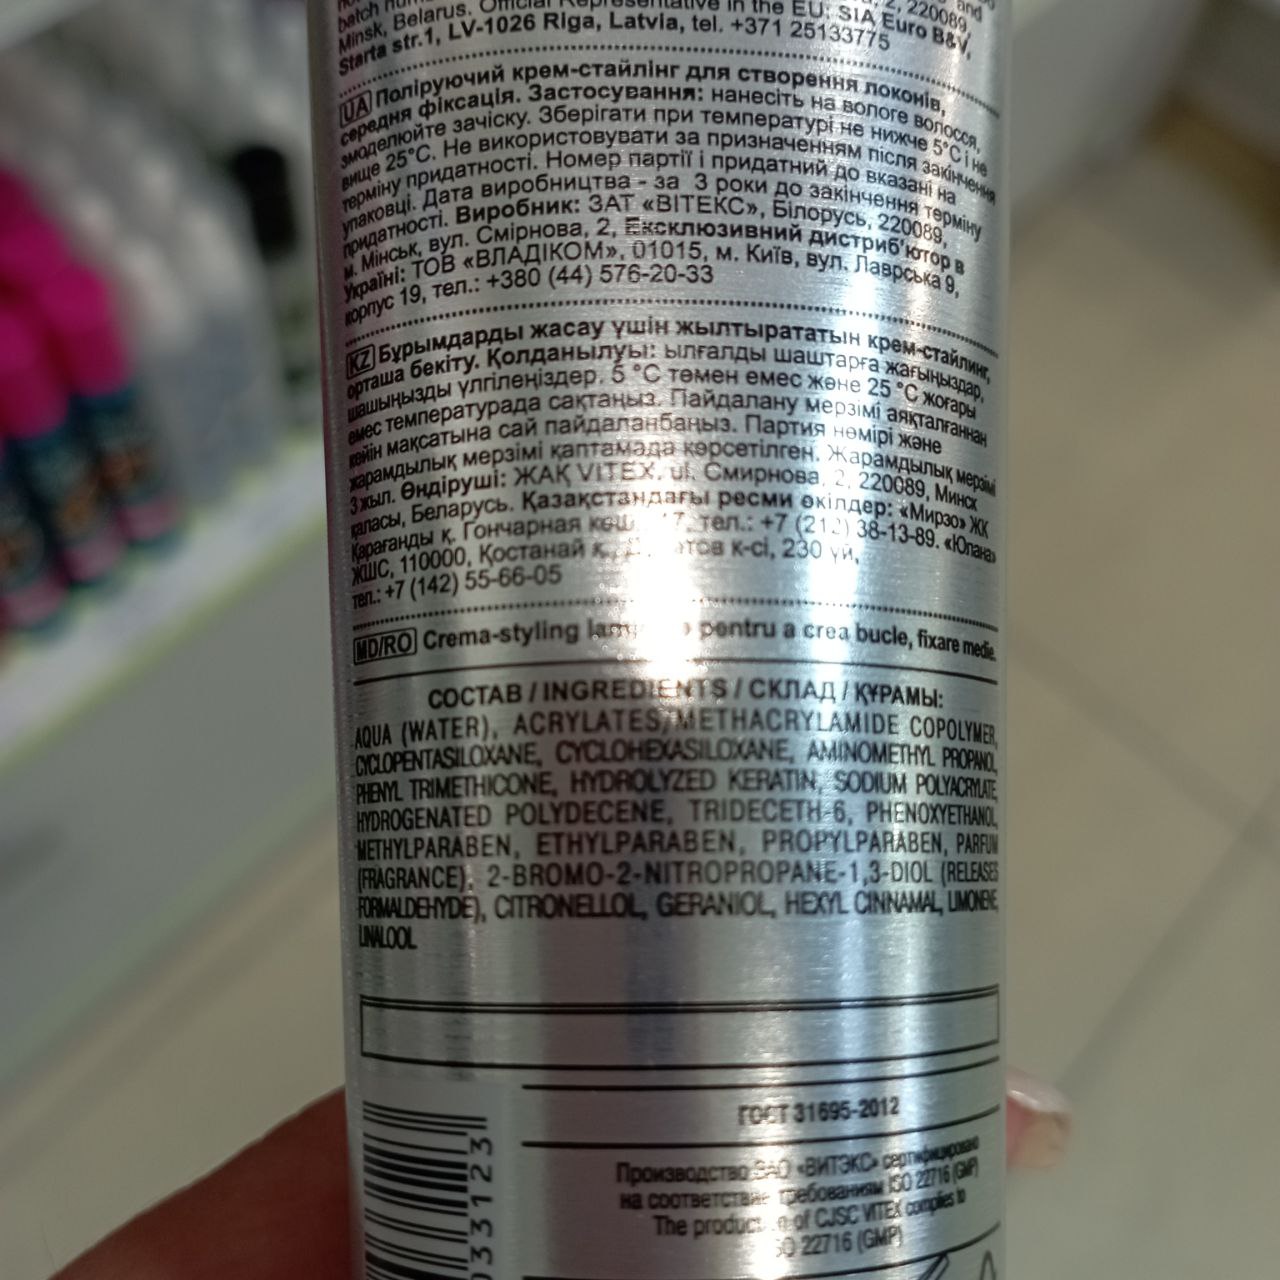 Minsk, Belarus. Official Representative in the EU: SIA Euro B&V,
Starta str.1, LV-1026 Riga, Latvia, tel. +371 25133775
UA Поліруючий крем-стайлінг для створення локонів,
середня фіксація. Застосування: нанесіть на вологе волосся,
змоделюйте зачіску. Зберігати при температурі не нижче 5°С і не
вище 25°С. Не використовувати за призначенням після закінчення
терміну придатності. Номер партії і придатний до вказані на
упаковці. Дата виробництва - за 3 роки до закінчення терміну
придатності. Виробник: ЗАТ «ВІТЕКС», Білорусь, 220089,
м. Мінськ, вул. Смірнова, 2, Ексклюзивний дистриб'ютор в
Україні: ТОВ «ВЛАДІКОМ», 01015, м. Київ, вул. Лаврська 9,
корпус 19, тел.: +380 (44) 576-20-33
KZ Бұрымдарды жасау үшін жылтырататын крем-стайлинг,
орташа бекіту. Қолданылуы: ылғалды шаштарға жағыңыздар,
шашыңызды үлгілеңіздер. 5 °С төмен емес және 25 °С жоғары
емес температурада сақтаңыз. Пайдалану мерзімі аяқталғаннан
кейін мақсатына сай пайдаланбаңыз. Партия нөмірі және
жарамдылық мерзімі қаптамада көрсетілген. Жарамдылық мерзімі
3 жыл. Өндіруші: ЖАҚ VITEX, ul. Смирнова, 2, 220089, Минск
қаласы, Беларусь. Қазақстандағы ресми өкілдер: «Мирзо» ЖК
Қарағанды қ. Гончарная тел.: +7 38-13-89. «Юлана»
ЖШС, 110000, Қостанай к-сі, 230 үй,
тел.: +7 (142) 55-66-05
MD/RO Crema-styling pentru a crea bucle, fixare medie.
СОСТАВ / INGREDIENTS / СКЛАД / ҚҰРАМЫ:
AQUA (WATER), ACRYLATES/METHACRYLAMIDE COPOLYMER,
CYCLOPENTASILOXANE, CYCLOHEXASILOXANE, AMINOMETHYL PROPANOL,
PHENYL TRIMETHICONE, HYDROLYZED KERATIN, SODIUM POLYACRYLATE,
HYDROGENATED POLYDECENE, TRIDECETH-6, PHENOXYETHANOL,
METHYLPARABEN, ETHYLPARABEN, PROPYLPARABEN, PARFUM
(FRAGRANCE), 2-BROMO-2-NITROPROPANE-1,3-DIOL (RELEASES
FORMALDEHYDE), CITRONELLOL, GERANIOL, HEXYL CINNAMAL, LIMONENE,
LINALOOL
ГОСТ 31695-2012
Производство ЗАО «ВИТЭКС» сертифицировано
на соответствие требованиям ISO 22716 (GMP)
The production of CJSC VITEX complies to
ISO 22716 (GMP)
033123